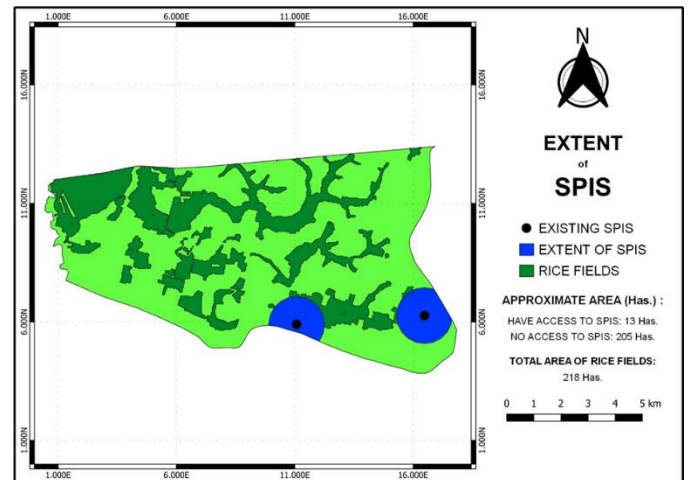 1.000E 6.000E 11.000E 16.000E
16.000N 16.000N
11.000N 11.000N
6.000N 6.000N
1.000N 1.000N
1.000E 6.000E 11.000E 16.000E
N
EXTENT
of
SPIS
EXISTING SPIS
EXTENT OF SPIS
RICE FIELDS
APPROXIMATE AREA (Has.) :
HAVE ACCESS TO SPIS: 13 Has.
NO ACCESS TO SPIS: 205 Has.
TOTAL AREA OF RICE FIELDS:
218 Has.
0 1 2 3 4 5 km